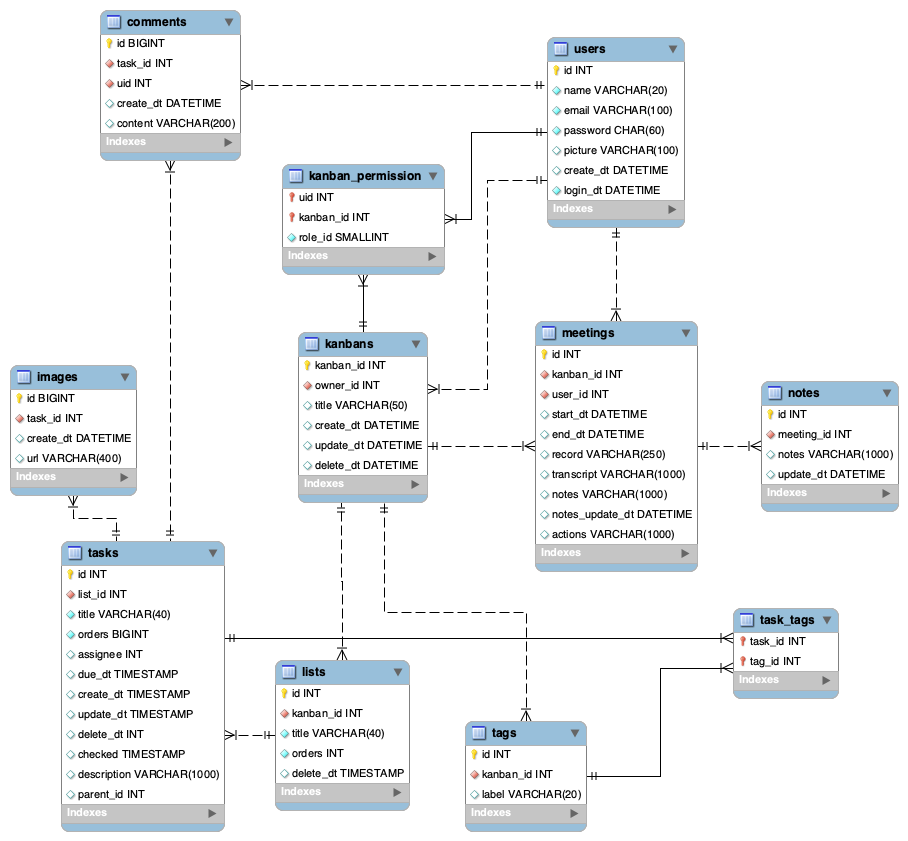 comments
id BIGINT
task_id INT
uid INT
create_dt DATETIME
content VARCHAR(200)
Indexes
users
id INT
name VARCHAR(20)
email VARCHAR(100)
password CHAR(60)
picture VARCHAR(100)
create_dt DATETIME
login_dt DATETIME
Indexes
kanban_permission
uid INT
kanban_id INT
role_id SMALLINT
Indexes
kanbans
kanban_id INT
owner_id INT
title VARCHAR(50)
create_dt DATETIME
update_dt DATETIME
delete_dt DATETIME
Indexes
meetings
id INT
kanban_id INT
user_id INT
start_dt DATETIME
end_dt DATETIME
record VARCHAR(250)
transcript VARCHAR(1000)
notes VARCHAR(1000)
notes_update_dt DATETIME
actions VARCHAR(1000)
Indexes
notes
id INT
meeting_id INT
notes VARCHAR(1000)
update_dt DATETIME
Indexes
images
id BIGINT
task_id INT
create_dt DATETIME
url VARCHAR(400)
Indexes
tasks
id INT
list_id INT
title VARCHAR(40)
orders BIGINT
assignee INT
due_dt TIMESTAMP
create_dt TIMESTAMP
update_dt TIMESTAMP
delete_dt INT
checked TIMESTAMP
description VARCHAR(1000)
parent_id INT
Indexes
lists
id INT
kanban_id INT
title VARCHAR(40)
orders INT
delete_dt TIMESTAMP
Indexes
tags
id INT
kanban_id INT
label VARCHAR(20)
Indexes
task_tags
task_id INT
tag_id INT
Indexes